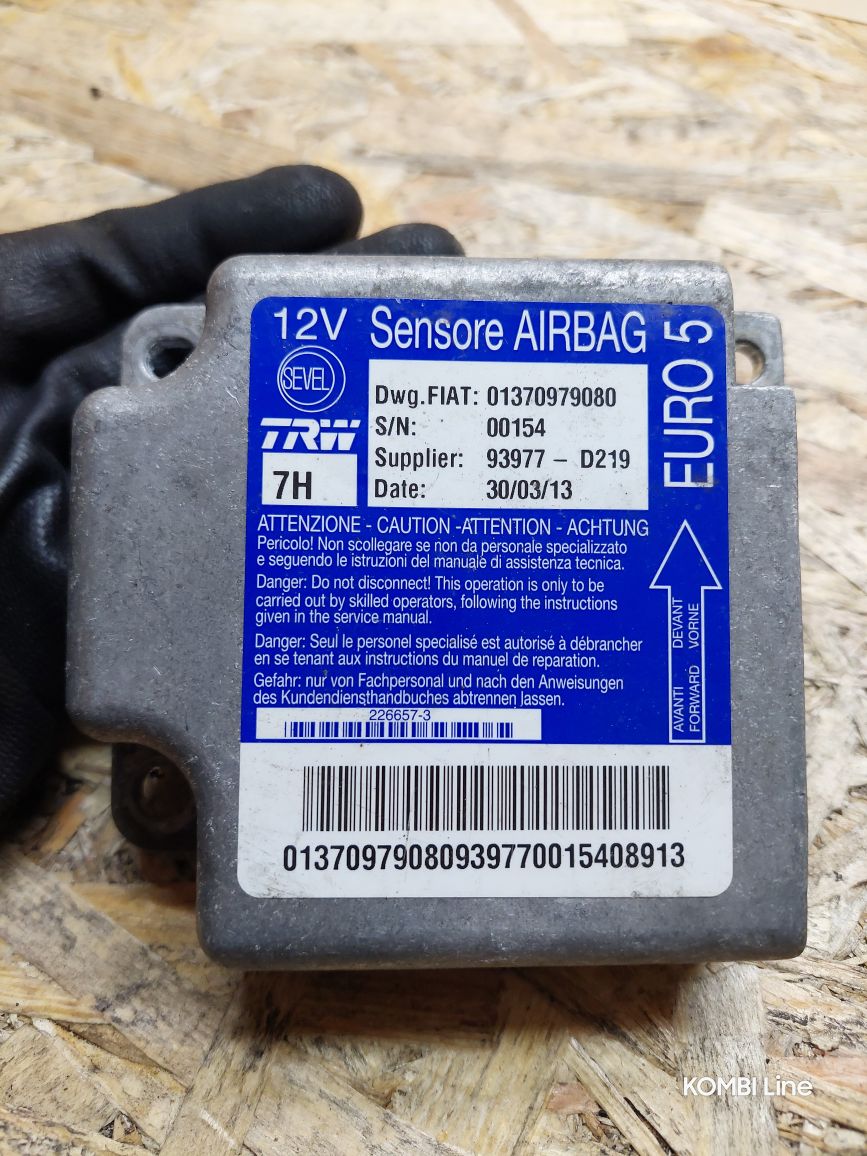 12V Sensore AIRBAG
SEVEL
TRW
7H
Dwg.FIAT: 01370979080
S/N: 00154
Supplier: 93977 - D219
Date: 30/03/13
EURO 5
ATTENZIONE - CAUTION -ATTENTION - ACHTUNG
Pericolo! Non scollegare se non da personale specializzato
e seguendo le istruzioni del manuale di assistenza tecnica.
Danger: Do not disconnect! This operation is only to be
carried out by skilled operators, following the instructions
given in the service manual.
Danger: Seul le personel specialisé est autorisé à débrancher
en se tenant aux instructions du manuel de reparation.
Gefahr: nur von Fachpersonal und nach den Anweisungen
des Kundendiensthandbuches abtrennen lassen.
AVANTI DEVANT
FORWARD VORNE
226657-3
01370979080939770015408913
KOMBI Line